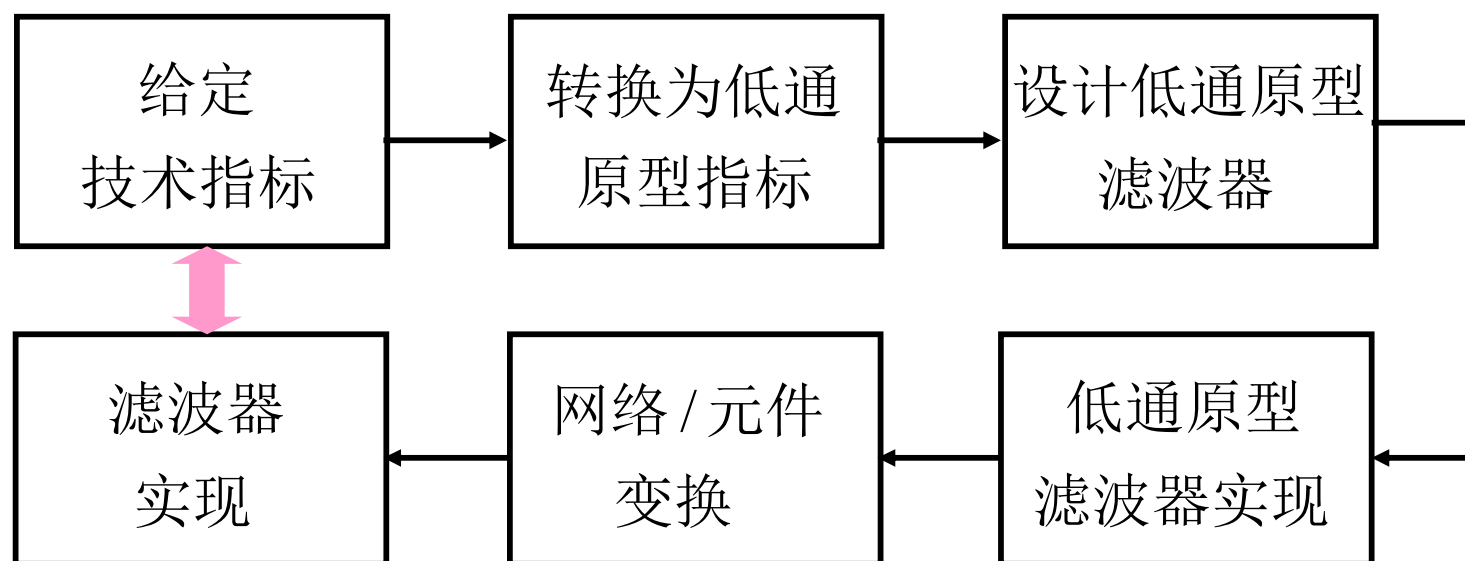 给定
技术指标
转换为低通
原型指标
设计低通原型
滤波器
滤波器
实现
网络/元件
变换
低通原型
滤波器实现